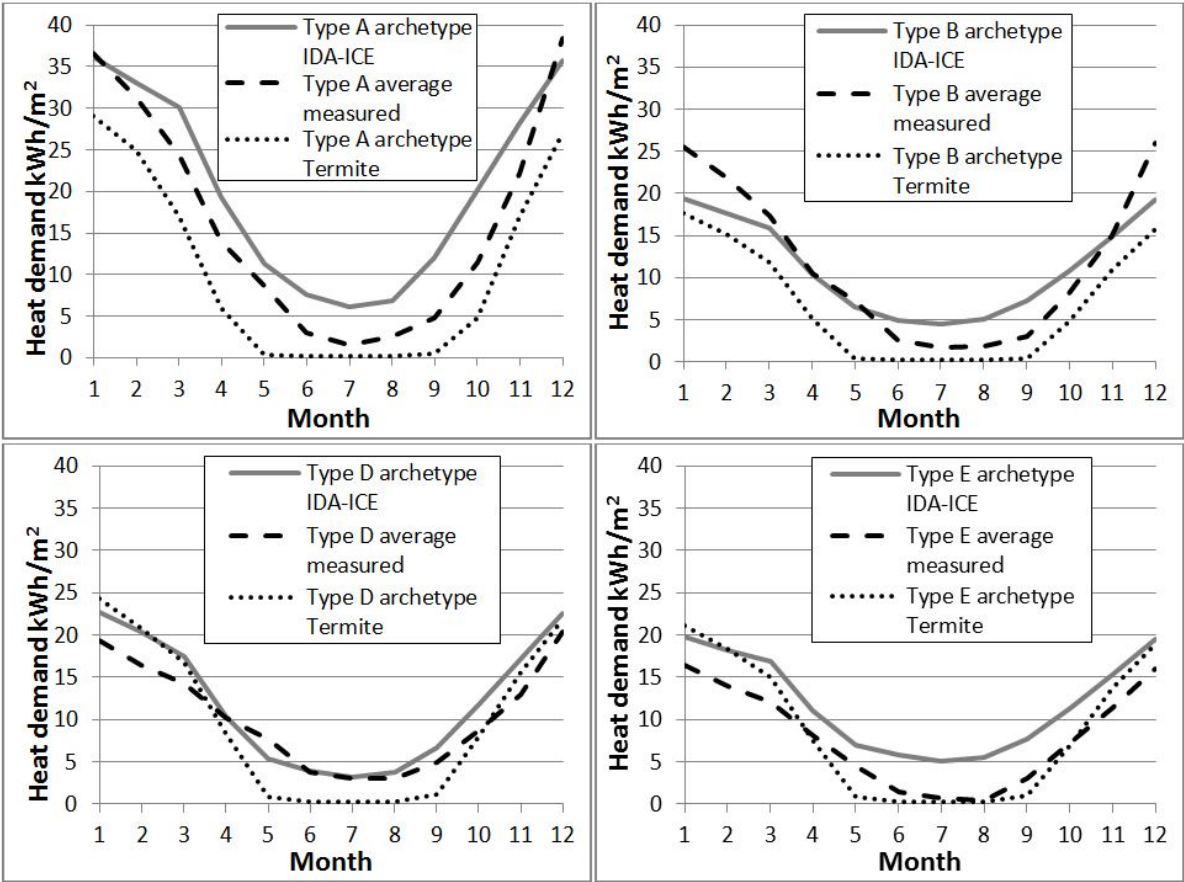 Heat demand kWh/m²
40
35
30
25
20
15
10
5
0
Type A archetype
IDA-ICE
Type A average
measured
Type A archetype
Termite
1 2 3 4 5 6 7 8 9 10 11 12
Month
Heat demand kWh/m²
40
35
30
25
20
15
10
5
0
Type B archetype
IDA-ICE
Type B average
measured
Type B archetype
Termite
1 2 3 4 5 6 7 8 9 10 11 12
Month
Heat demand kWh/m²
40
35
30
25
20
15
10
5
0
Type D archetype
IDA-ICE
Type D average
measured
Type D archetype
Termite
1 2 3 4 5 6 7 8 9 10 11 12
Month
Heat demand kWh/m²
40
35
30
25
20
15
10
5
0
Type E archetype
IDA-ICE
Type E average
measured
Type E archetype
Termite
1 2 3 4 5 6 7 8 9 10 11 12
Month